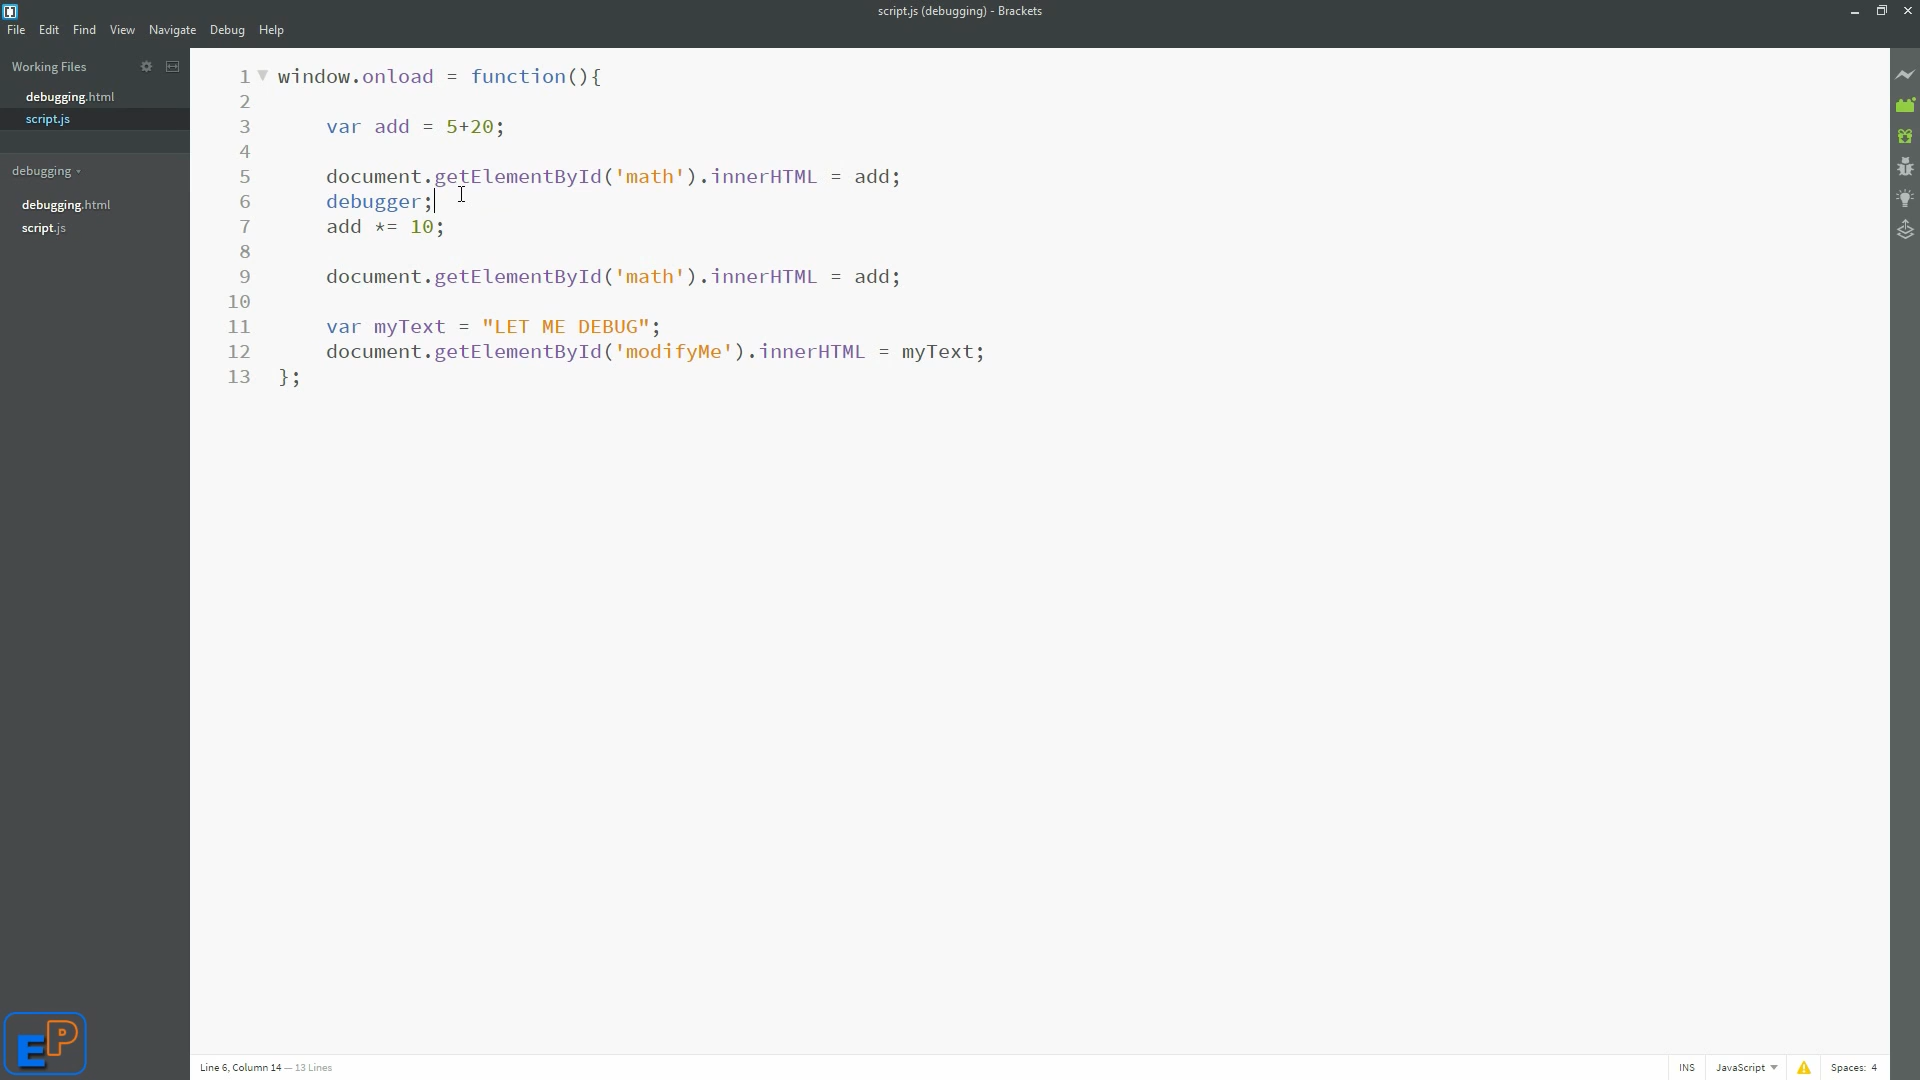 script.js (debugging) - Brackets
File Edit Find View Navigate Debug Help
Working Files
debugging.html
script.js
debugging
debugging.html
script.js
1 window.onload = function(){
2
3 var add = 5+20;
4
5 document.getElementById('math').innerHTML = add;
6 debugger;
7 add *= 10;
8
9 document.getElementById('math').innerHTML = add;
10
11 var myText = "LET ME DEBUG";
12 document.getElementById('modifyMe').innerHTML = myText;
13 };
EP
Line 6, Column 14 — 13 Lines
INS JavaScript Spaces: 4